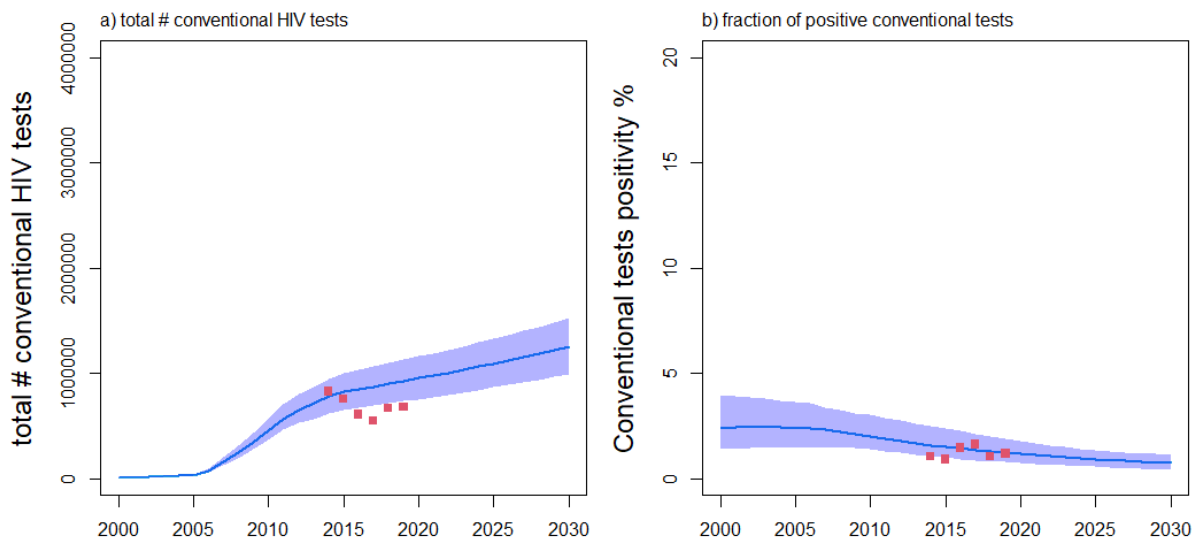 a) total # conventional HIV tests
total # conventional HIV tests
4000000
3000000
2000000
1000000
0
2000 2005 2010 2015 2020 2025 2030
b) fraction of positive conventional tests
Conventional tests positivity %
20
15
10
5
0
2000 2005 2010 2015 2020 2025 2030